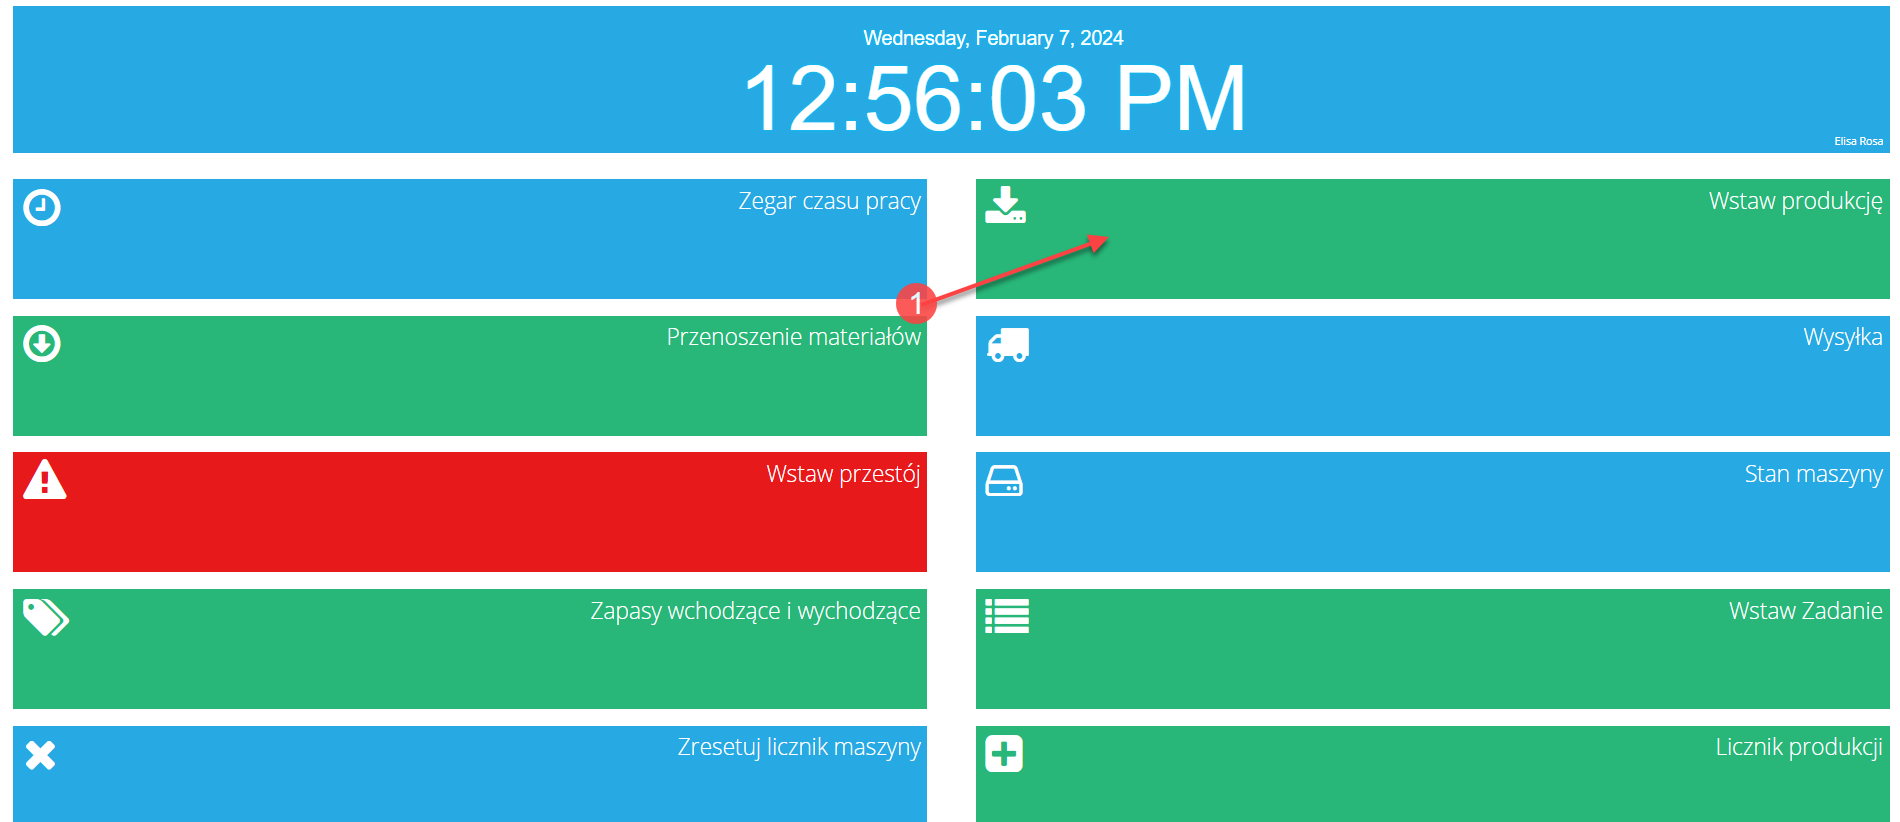 Wednesday, February 7, 2024
12:56:03 PM
Elisa Rosa
Zegar czasu pracy
Wstaw produkcję
1
Przenoszenie materiałów
Wysyłka
Wstaw przestój
Stan maszyny
Zapasy wchodzące i wychodzące
Wstaw Zadanie
Zresetuj licznik maszyny
Licznik produkcji